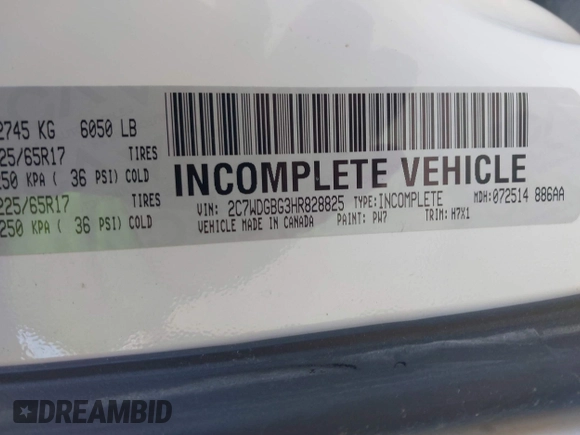 2745 KG 6050 LB
25/65R17 TIRES
250 KPA ( 36 PSI) COLD
225/65R17 TIRES
250 KPA ( 36 PSI) COLD
INCOMPLETE VEHICLE
VIN: 2C7WDGBG3HR828825 TYPE: INCOMPLETE MDH: 072514 886AA
VEHICLE MADE IN CANADA PAINT: PW7 TRIM: H7X1
DREAMBID